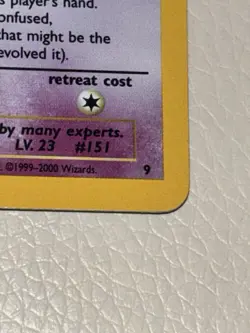 s player's hand.
onfused,
that might be the
evolved it).
retreat cost
by many experts.
LV. 23 #151
©1999-2000 Wizards.
9